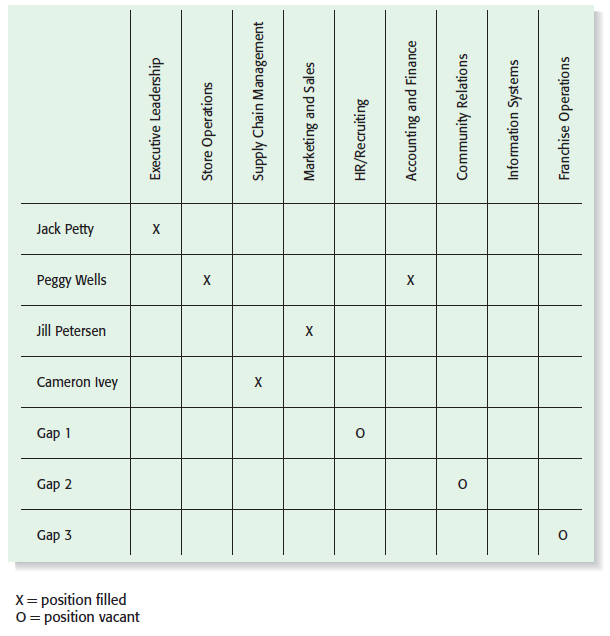 Executive Leadership
Store Operations
Supply Chain Management
Marketing and Sales
HR/Recruiting
Accounting and Finance
Community Relations
Information Systems
Franchise Operations
Jack Petty X
Peggy Wells X X
Jill Petersen X
Cameron Ivey X
Gap 1 O
Gap 2 O
Gap 3 O
X = position filled
O = position vacant